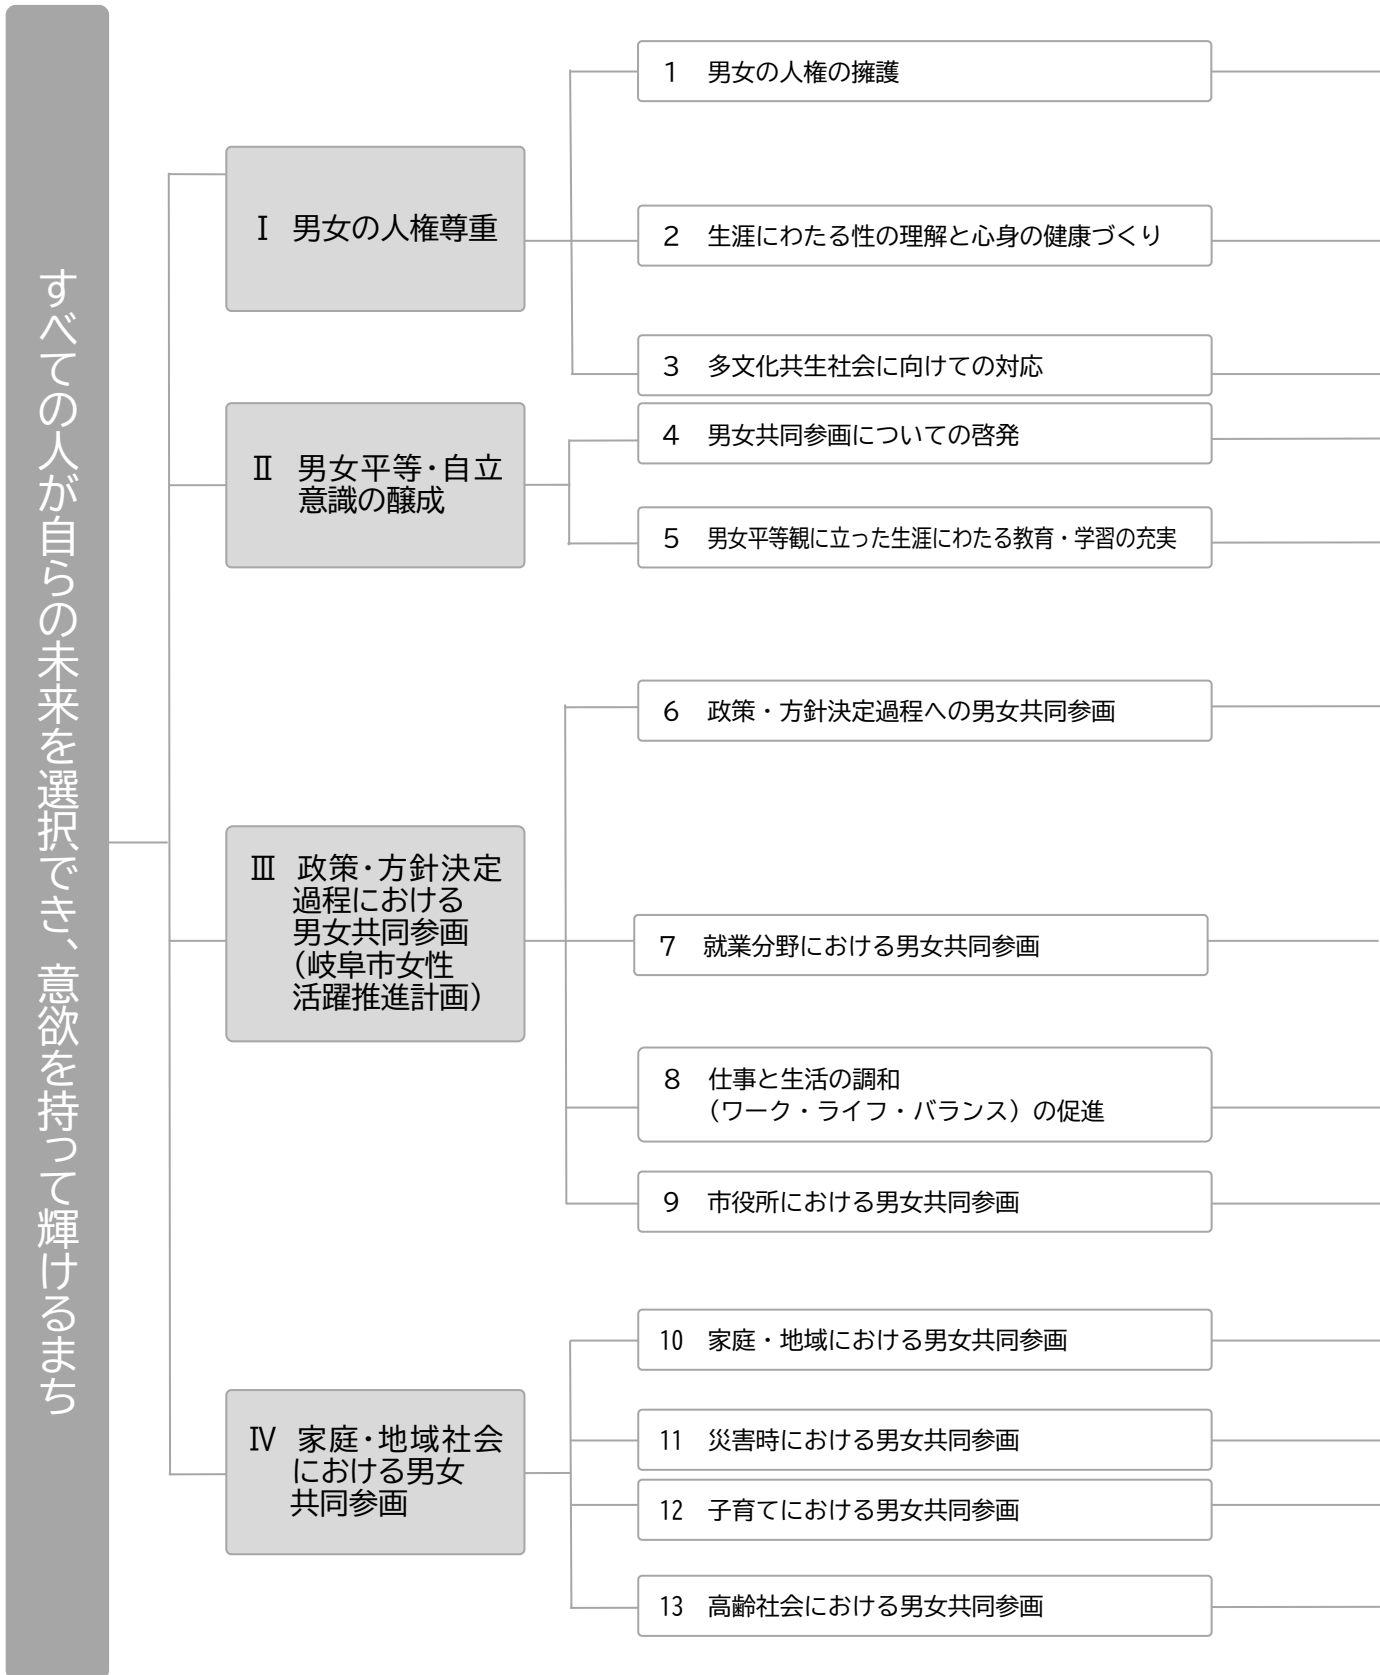 すべての人が自らの未来を選択でき、意欲を持って輝けるまち
Ⅰ 男女の人権尊重
1 男女の人権の擁護
2 生涯にわたる性の理解と心身の健康づくり
3 多文化共生社会に向けての対応
Ⅱ 男女平等・自立
意識の醸成
4 男女共同参画についての啓発
5 男女平等観に立った生涯にわたる教育・学習の充実
Ⅲ 政策・方針決定
過程における
男女共同参画
(岐阜市女性
活躍推進計画)
6 政策・方針決定過程への男女共同参画
7 就業分野における男女共同参画
8 仕事と生活の調和
(ワーク・ライフ・バランス)の促進
9 市役所における男女共同参画
Ⅳ 家庭・地域社会
における男女
共同参画
10 家庭・地域における男女共同参画
11 災害時における男女共同参画
12 子育てにおける男女共同参画
13 高齢社会における男女共同参画